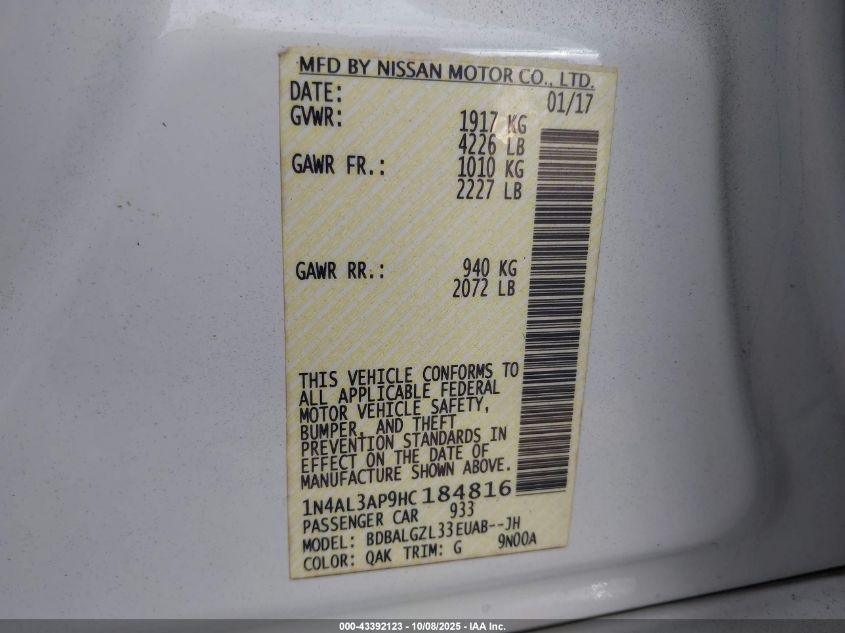 MFD BY NISSAN MOTOR CO., LTD.
DATE: 01/17
GVWR: 1917 KG
4226 LB
GAWR FR.: 1010 KG
2227 LB
GAWR RR.: 940 KG
2072 LB
THIS VEHICLE CONFORMS TO
ALL APPLICABLE FEDERAL
MOTOR VEHICLE SAFETY,
BUMPER, AND THEFT
PREVENTION STANDARDS IN
EFFECT ON THE DATE OF
MANUFACTURE SHOWN ABOVE.
1N4AL3AP9HC184816
PASSENGER CAR 933
MODEL: BDBALGZL33EUAB--JH
COLOR: QAK TRIM: G 9N00A
000-43392123 - 10/08/2025 - IAA Inc.